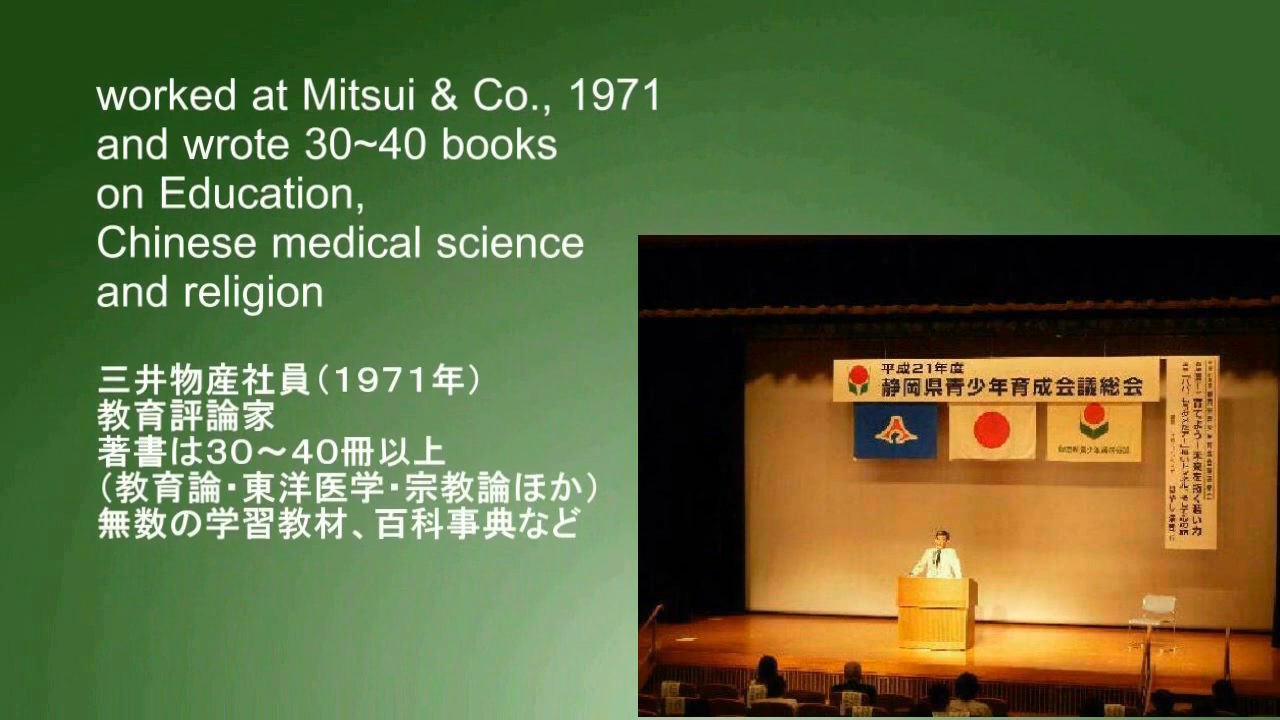 worked at Mitsui & Co., 1971
and wrote 30~40 books
on Education,
Chinese medical science
and religion
三井物産社員（1971年）
教育評論家
著書は30～40冊以上
（教育論・東洋医学・宗教論ほか）
無数の学習教材、百科事典など
平成21年度
静岡県青少年育成会議総会